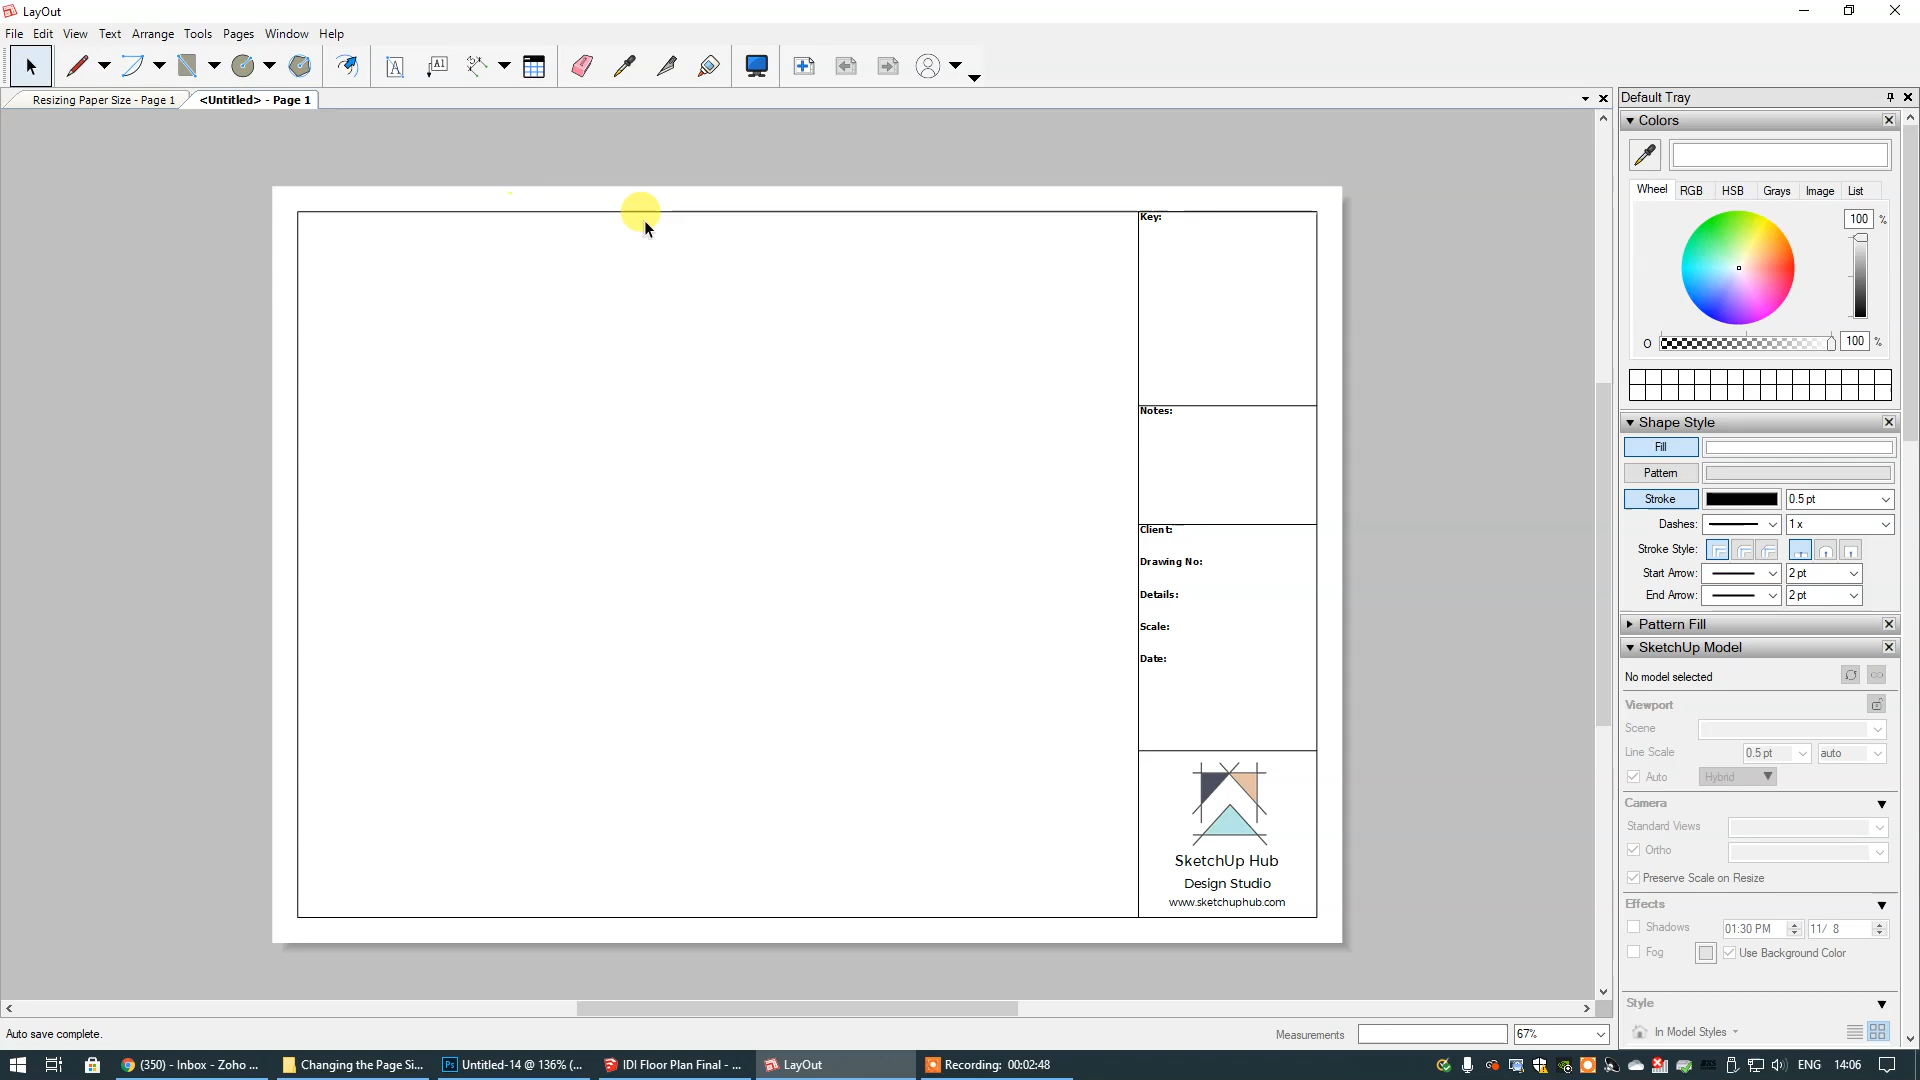 LayOut
File Edit View Text Arrange Tools Pages Window Help
Resizing Paper Size - Page 1
<Untitled> - Page 1
Default Tray
Colors
Wheel RGB HSB Grays Image List
100 %
O 100 %
Shape Style
Fill
Pattern
Stroke 0.5 pt
Dashes: 1 x
Stroke Style:
Start Arrow: 2 pt
End Arrow: 2 pt
Pattern Fill
SketchUp Model
No model selected
Viewport
Scene
Line Scale 0.5 pt auto
Auto Hybrid
Camera
Standard Views
Ortho
Preserve Scale on Resize
Effects
Shadows 01:30 PM 11/ 8
Fog Use Background Color
Style
In Model Styles
Key:
Notes:
Client:
Drawing No:
Details:
Scale:
Date:
SketchUp Hub
Design Studio
www.sketchuphub.com
Auto save complete.
Measurements 67%
(350) - Inbox - Zoho ...
Changing the Page Si...
Ps Untitled-14 @ 136% (...
IDI Floor Plan Final - ...
LayOut
Recording: 00:02:48
ENG 14:06